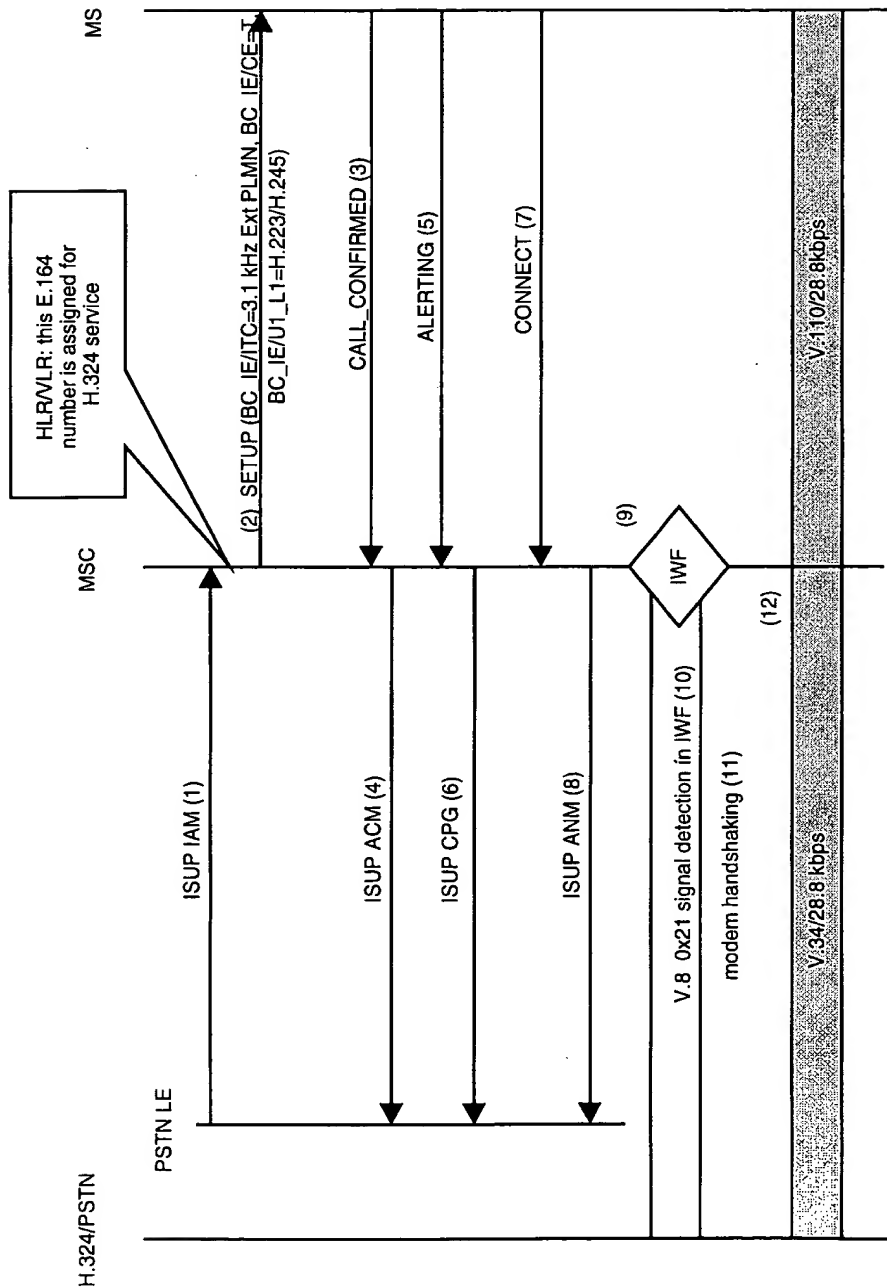 H.324/PSTN
PSTN LE
MSC
MS
HLR/VLR: this E.164
number is assigned for
H.324 service
ISUP IAM (1)
(2) SETUP (BC_IE/ITC=3.1 kHz Ext PLMN, BC_IE/CE=T
BC_IE/U1_L1=H.223/H.245)
CALL_CONFIRMED (3)
ISUP ACM (4)
ALERTING (5)
ISUP CPG (6)
CONNECT (7)
ISUP ANM (8)
(9)
IWF
V.8 0x21 signal detection in IWF (10)
modem handshaking (11)
(12)
V.34/28.8 kbps
V.110/28.8kbps